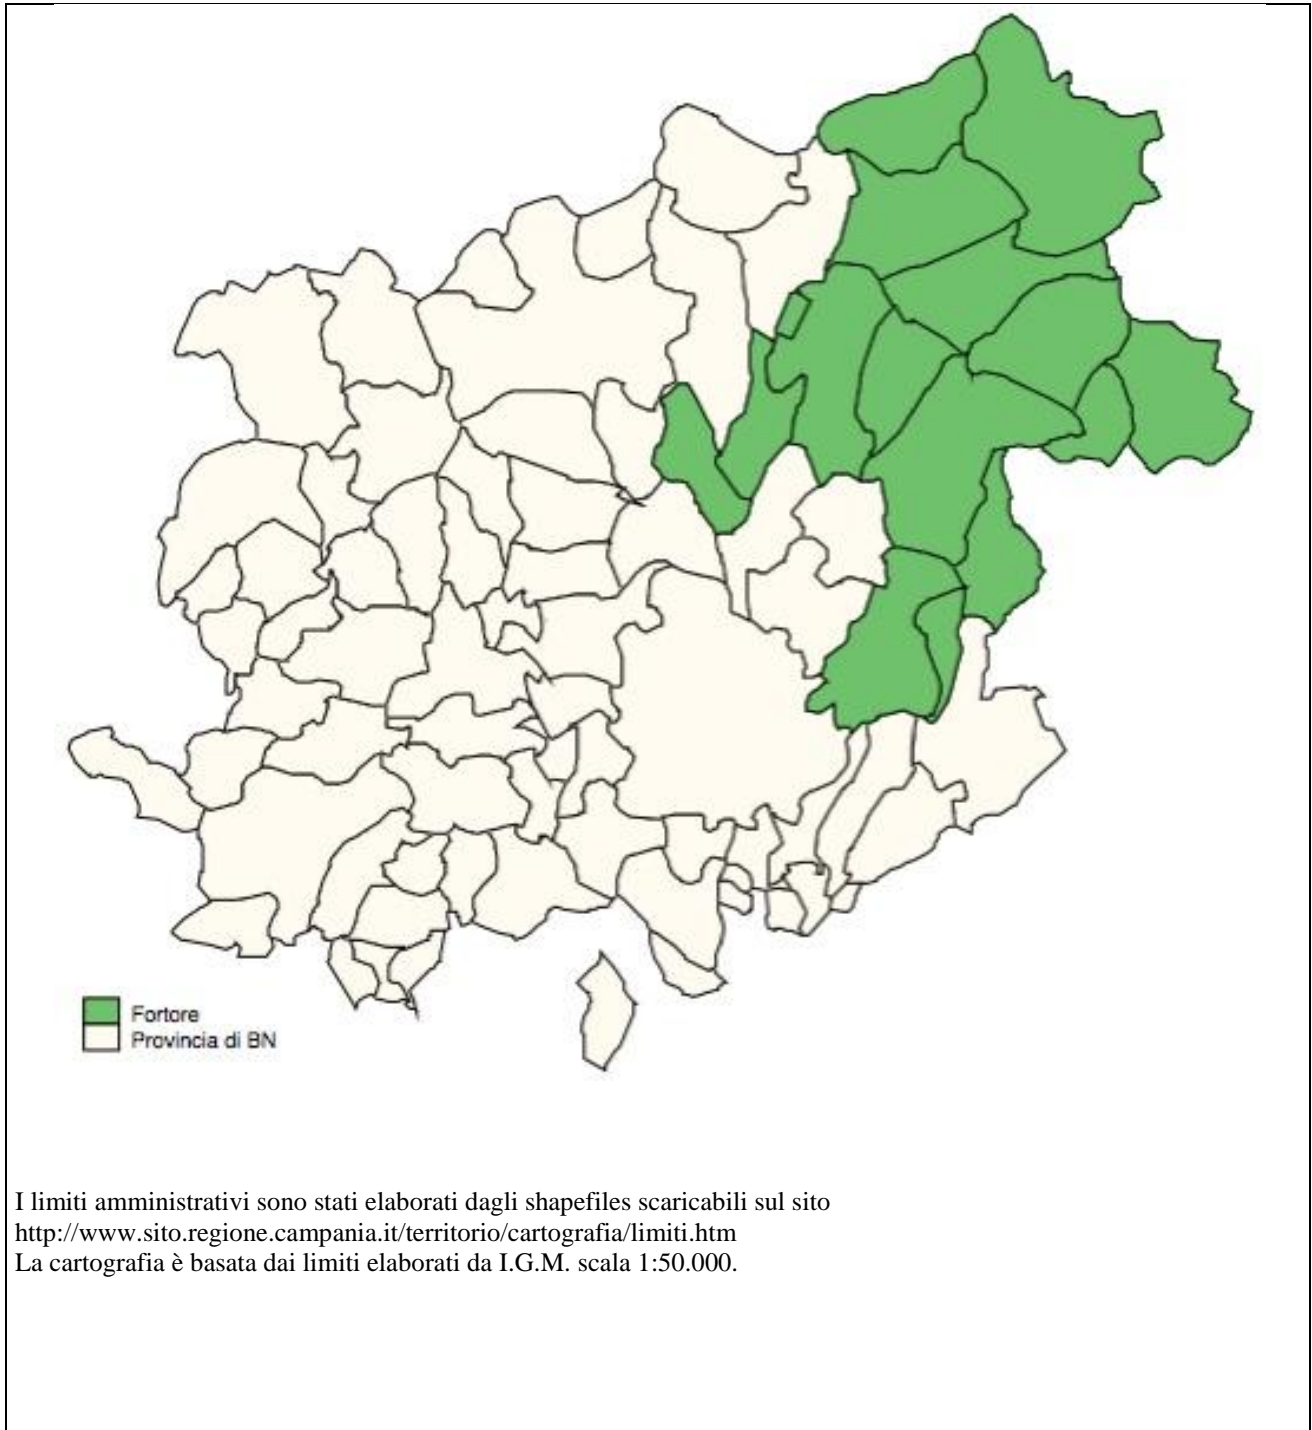 Fortore
Provincia di BN
I limiti amministrativi sono stati elaborati dagli shapefiles scaricabili sul sito
http://www.sito.regione.campania.it/territorio/cartografia/limiti.htm
La cartografia è basata dai limiti elaborati da I.G.M. scala 1:50.000.